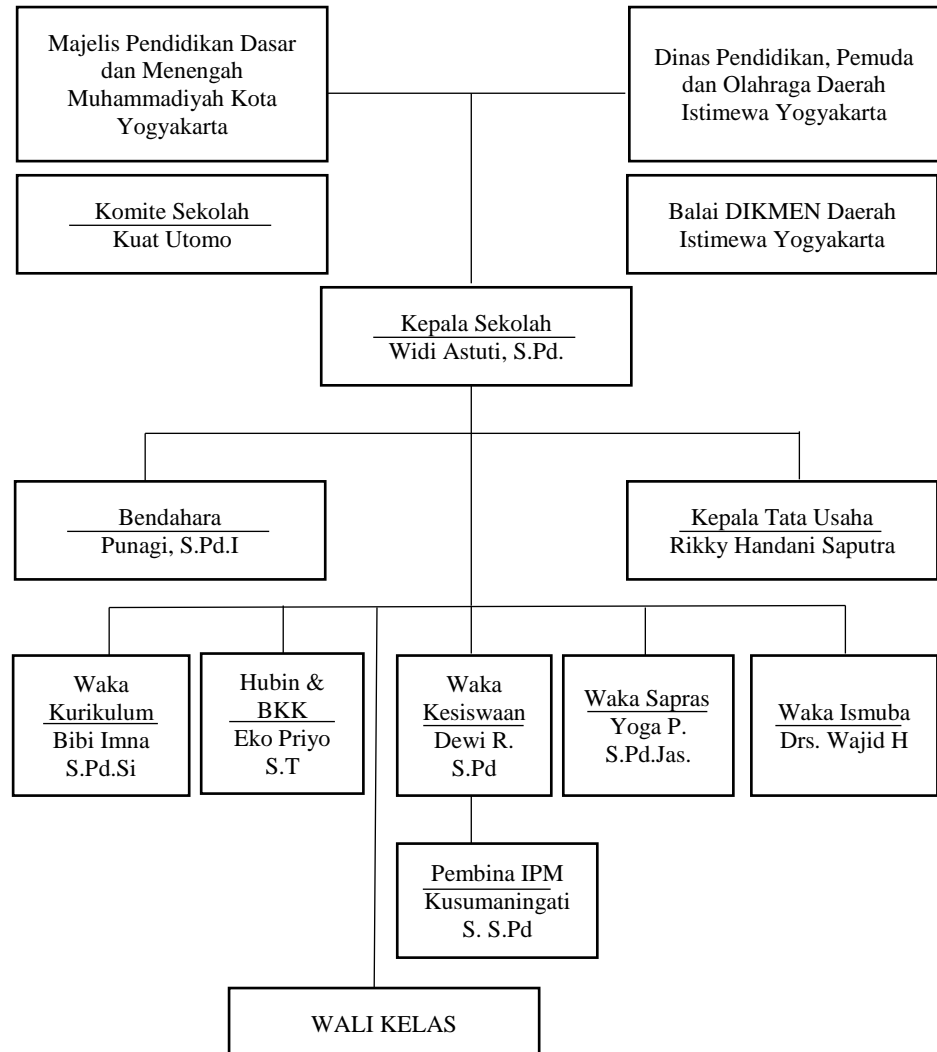 Majelis Pendidikan Dasar
dan Menengah
Muhammadiyah Kota
Yogyakarta
Dinas Pendidikan, Pemuda
dan Olahraga Daerah
Istimewa Yogyakarta
Komite Sekolah
Kuat Utomo
Balai DIKMEN Daerah
Istimewa Yogyakarta
Kepala Sekolah
Widi Astuti, S.Pd.
Bendahara
Punagi, S.Pd.I
Kepala Tata Usaha
Rikky Handani Saputra
Waka
Kurikulum
Bibi Imna
S.Pd.Si
Hubin &
BKK
Eko Priyo
S.T
Waka
Kesiswaan
Dewi R.
S.Pd
Waka Sapras
Yoga P.
S.Pd.Jas.
Waka Ismuba
Drs. Wajid H
Pembina IPM
Kusumaningati
S. S.Pd
WALI KELAS